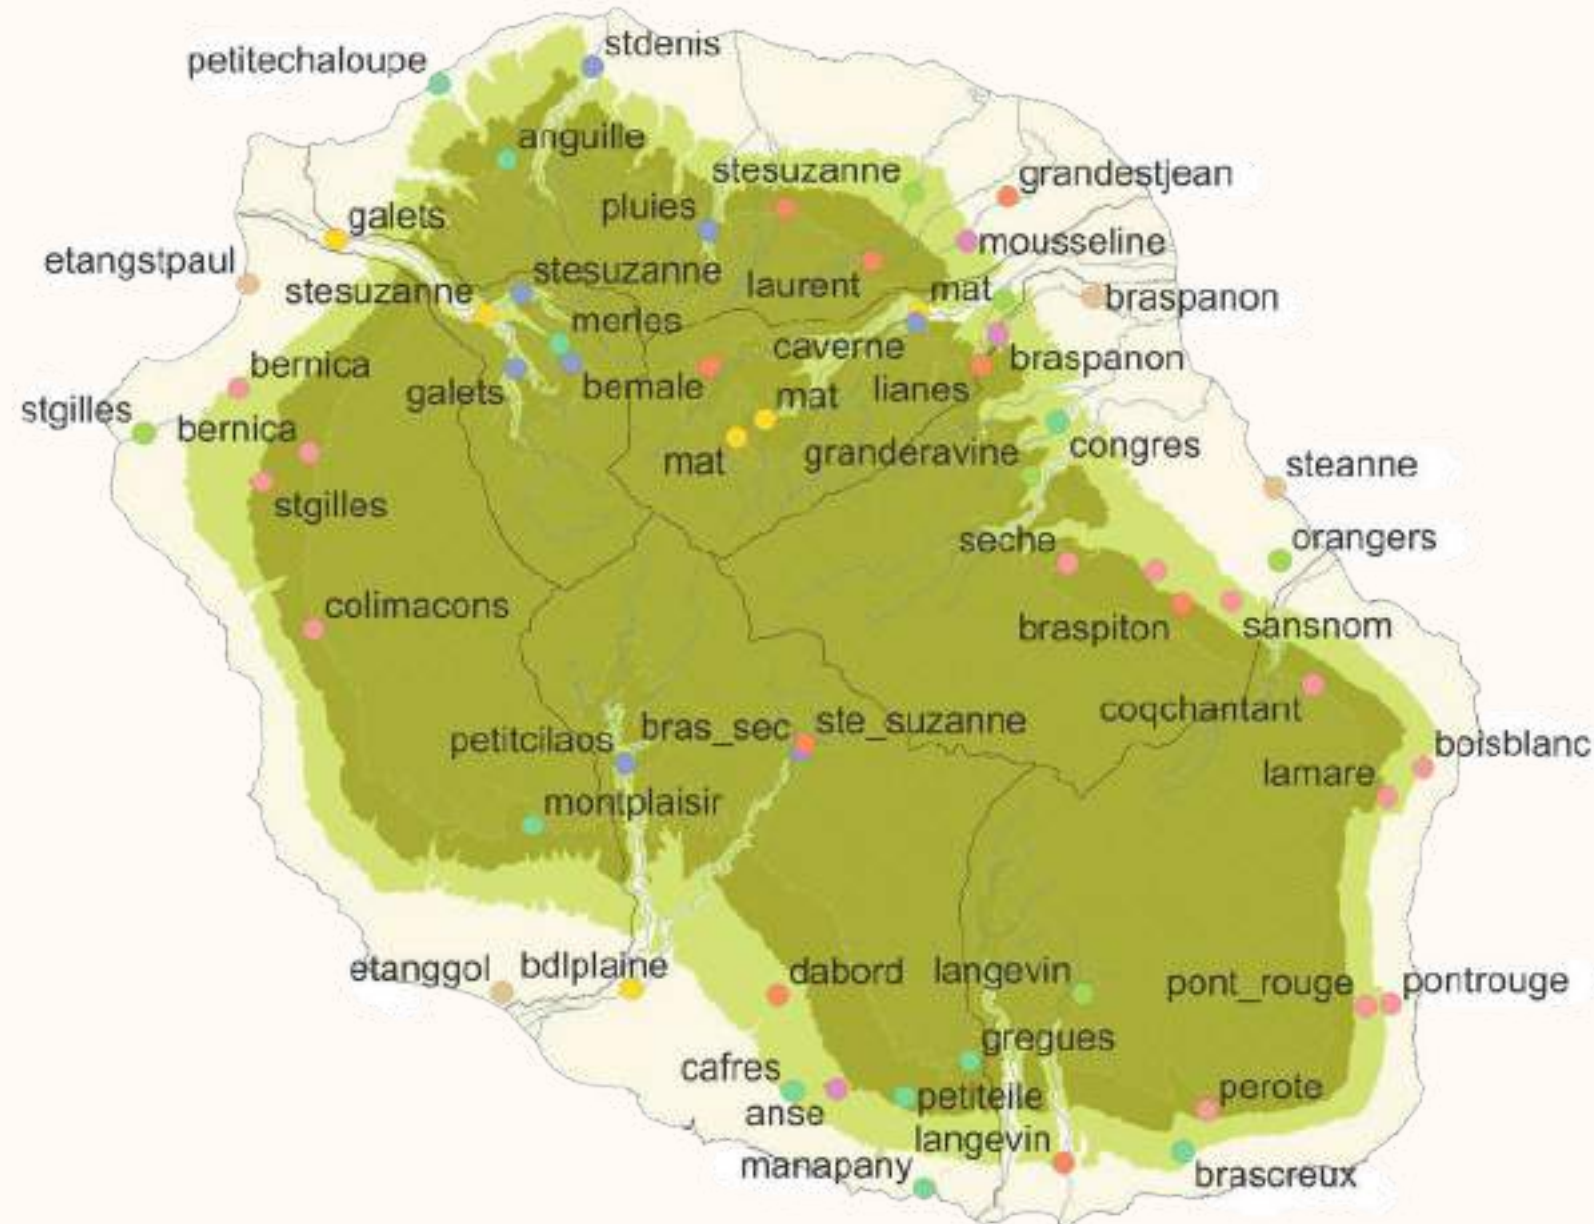 stdenis
petitechaloupe
anguille
stesuzanne
grandestjean
pluies
galets
mousseline
etangstpaul
stesuzanne
stesuzanne
laurent
mat
braspanon
merles
caverne
braspanon
bernica
galets
bemale
mat
lianes
stgilles
bernica
mat
granderavine
congres
steanne
stgilles
seche
orangers
colimacons
braspiton
sansnom
coqchantant
petitcilaos
bras_sec
ste_suzanne
boisblanc
lamare
montplaisir
etanggol
bdlplaine
dabord
langevin
pont_rouge
pontrouge
gregues
cafres
anse
petiteile
perote
langevin
manapany
brascreux